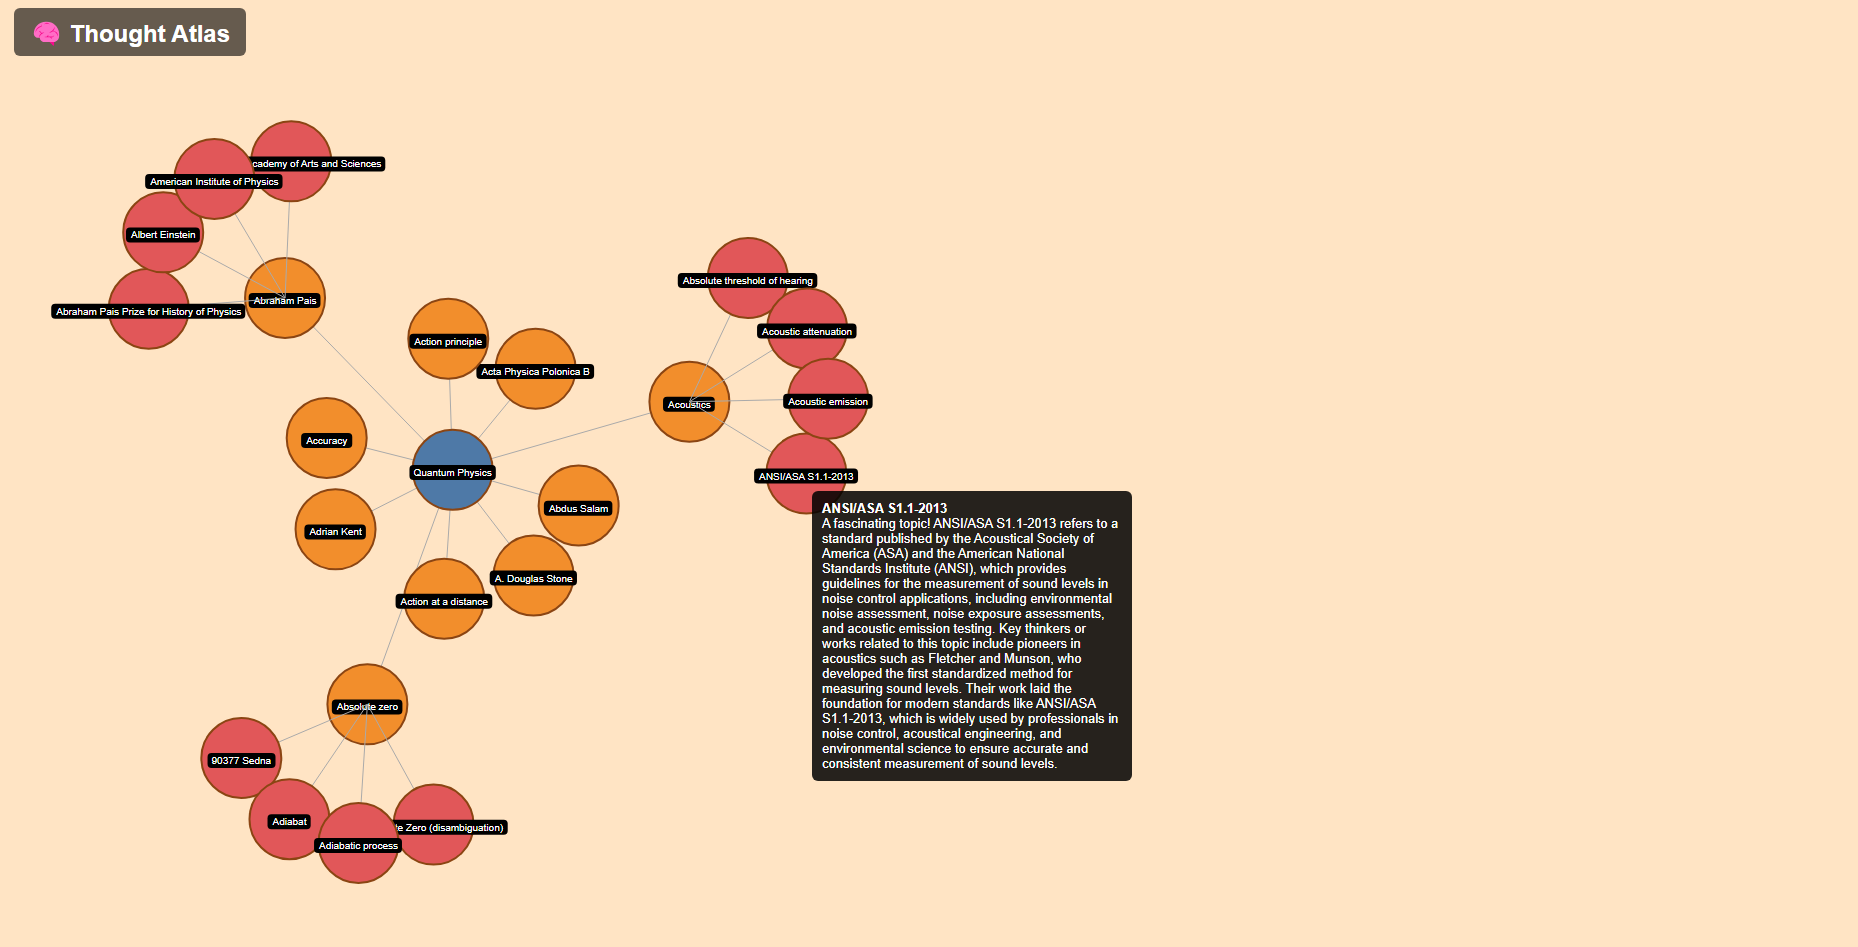 Thought Atlas
cademy of Arts and Sciences
American Institute of Physics
Albert Einstein
Abraham Pais
Abraham Pais Prize for History of Physics
Absolute threshold of hearing
Acoustic attenuation
Action principle
Acta Physica Polonica B
Acoustics
Acoustic emission
Accuracy
Quantum Physics
ANSI/ASA S1.1-2013
Abdus Salam
Adrian Kent
A. Douglas Stone
Action at a distance
ANSI/ASA S1.1-2013
A fascinating topic! ANSI/ASA S1.1-2013 refers to a
standard published by the Acoustical Society of
America (ASA) and the American National
Standards Institute (ANSI), which provides
guidelines for the measurement of sound levels in
noise control applications, including environmental
noise assessment, noise exposure assessments,
and acoustic emission testing. Key thinkers or
works related to this topic include pioneers in
acoustics such as Fletcher and Munson, who
developed the first standardized method for
measuring sound levels. Their work laid the
foundation for modern standards like ANSI/ASA
S1.1-2013, which is widely used by professionals in
noise control, acoustical engineering, and
environmental science to ensure accurate and
consistent measurement of sound levels.
Absolute zero
90377 Sedna
Adiabat
te Zero (disambiguation)
Adiabatic process